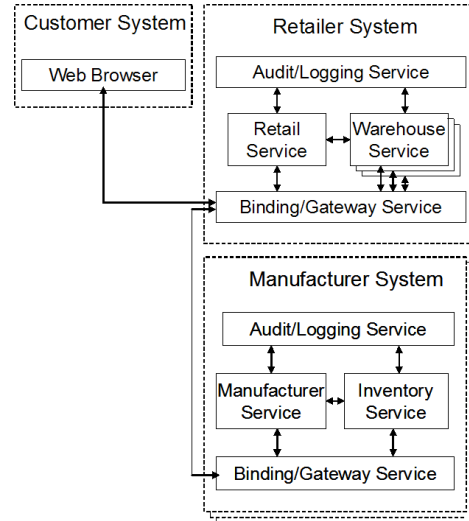 Customer System
Web Browser
Retailer System
Audit/Logging Service
Retail
Service
Warehouse
Service
Binding/Gateway Service
Manufacturer System
Audit/Logging Service
Manufacturer
Service
Inventory
Service
Binding/Gateway Service